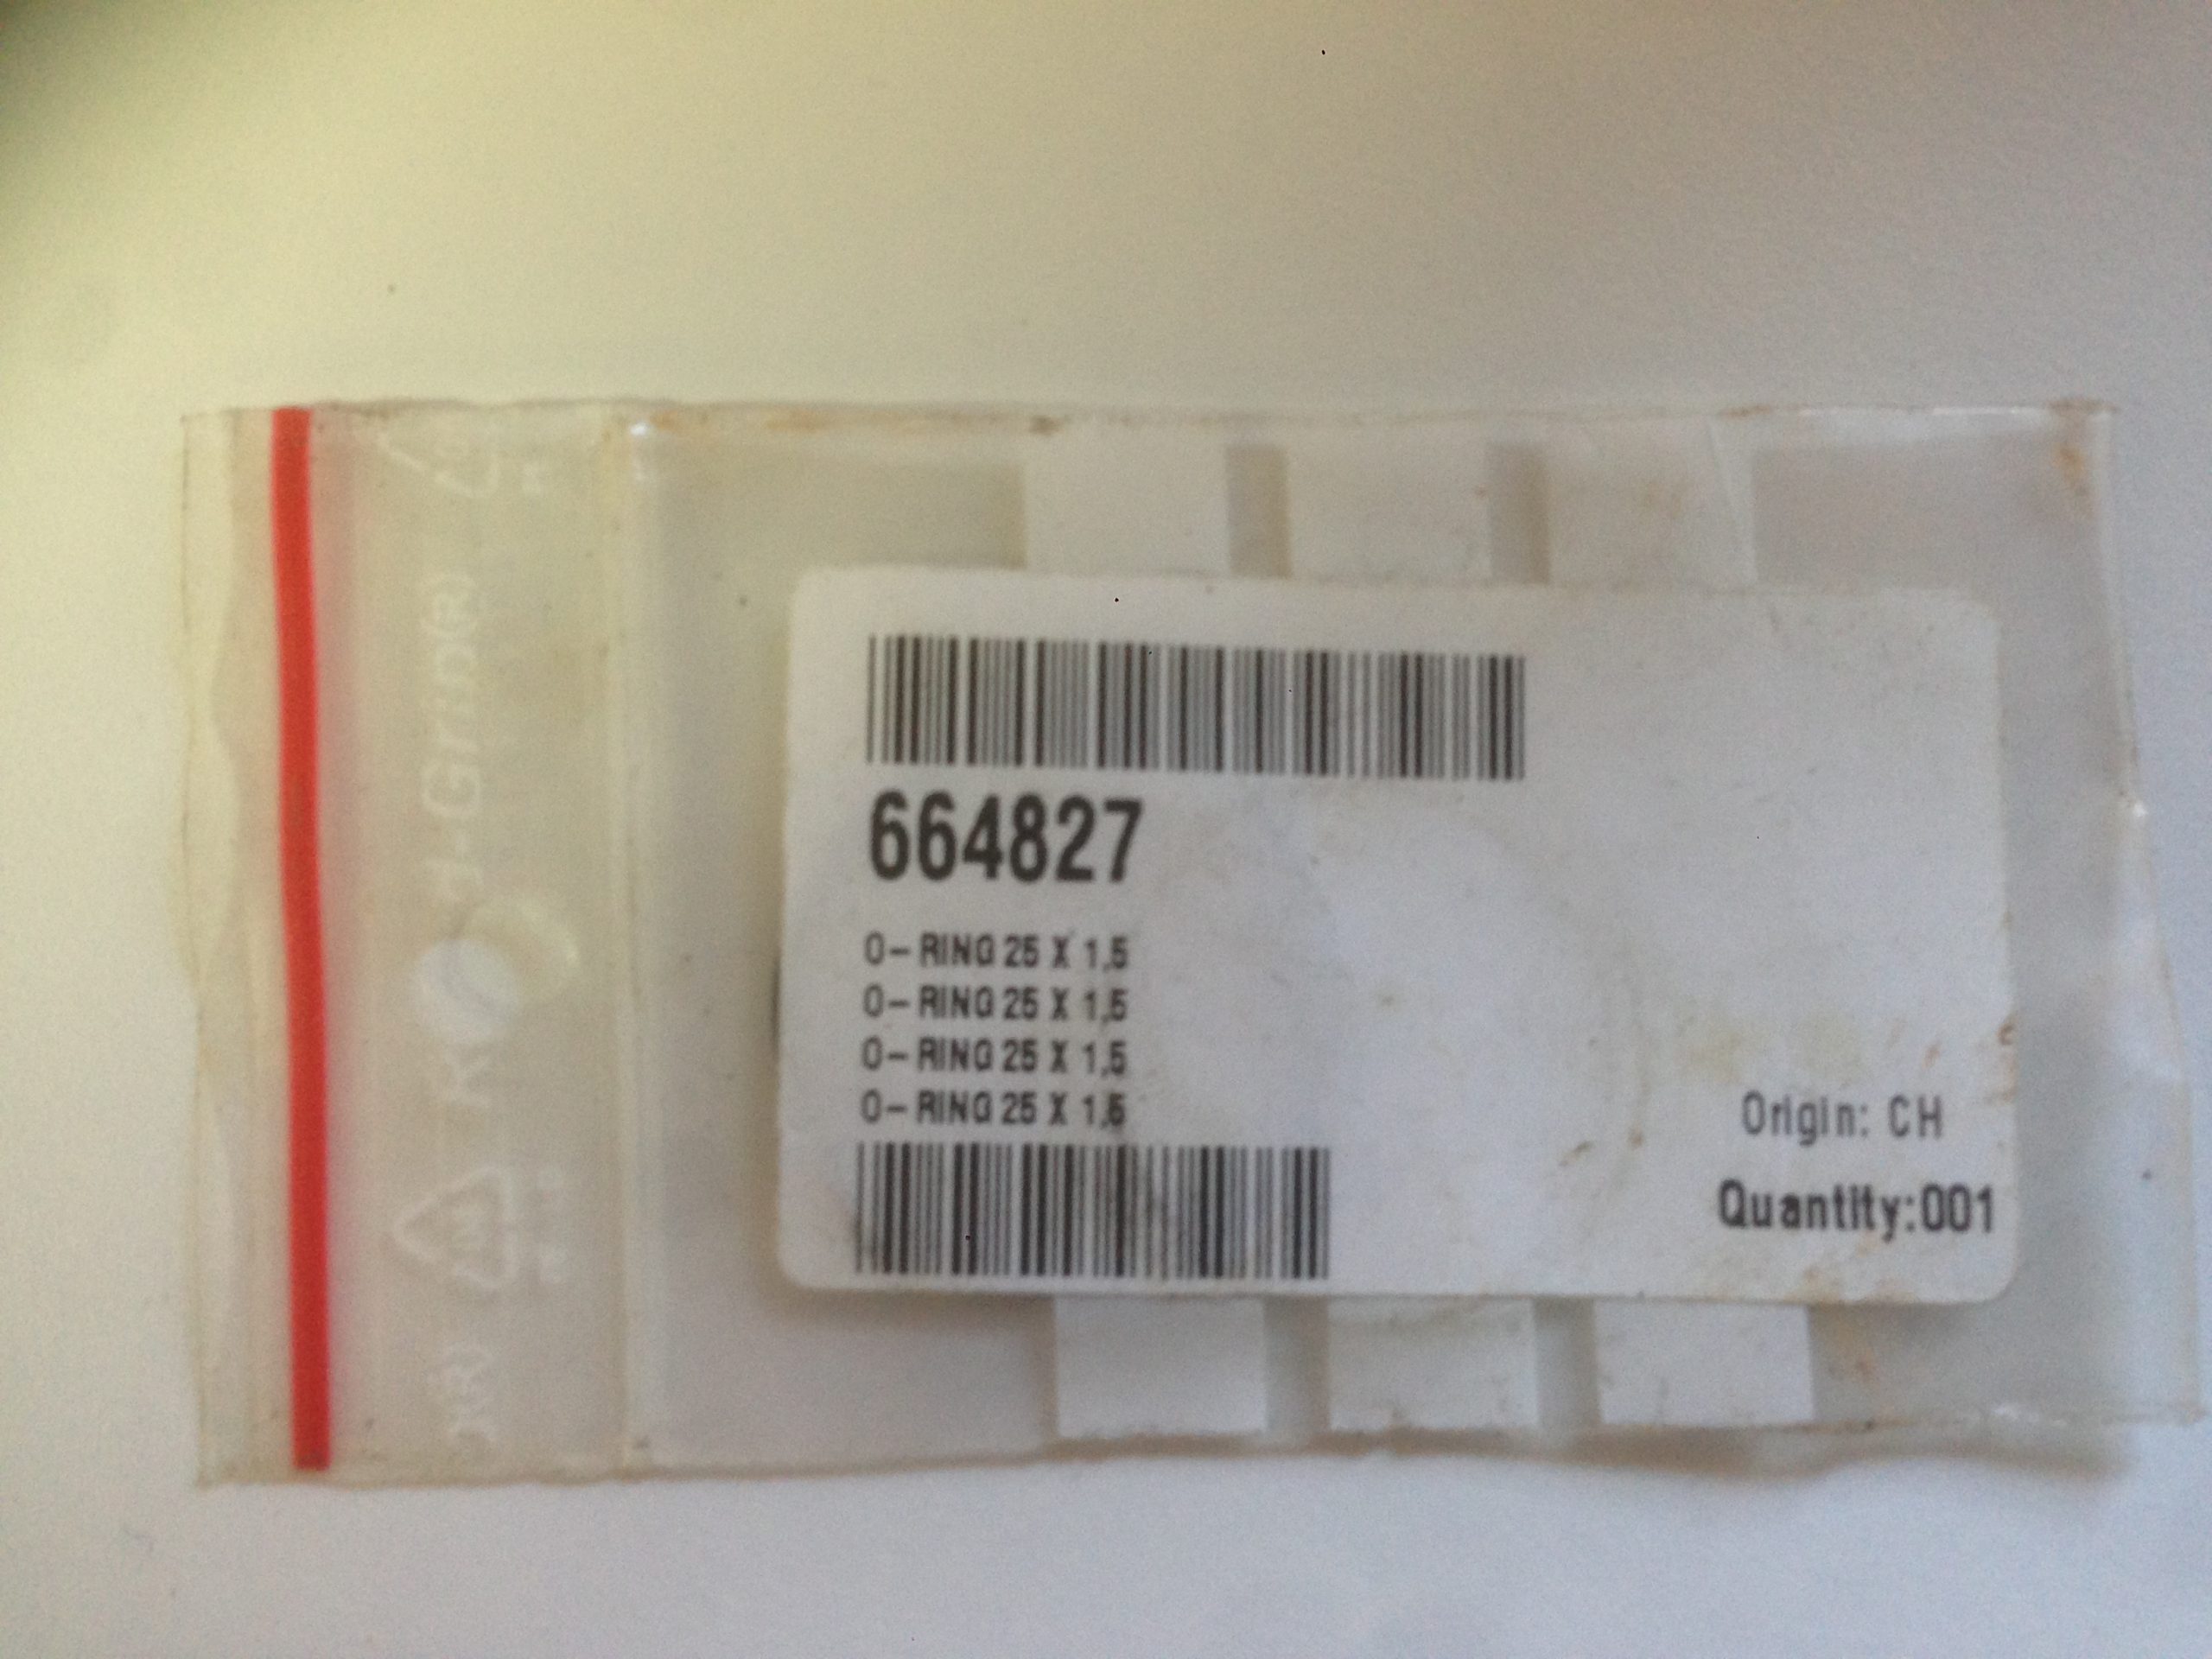 664827
O-RING 25 X 1,5
O-RING 25 X 1,5
O-RING 25 X 1,5
O-RING 25 X 1,5
Origin: CH
Quantity:001